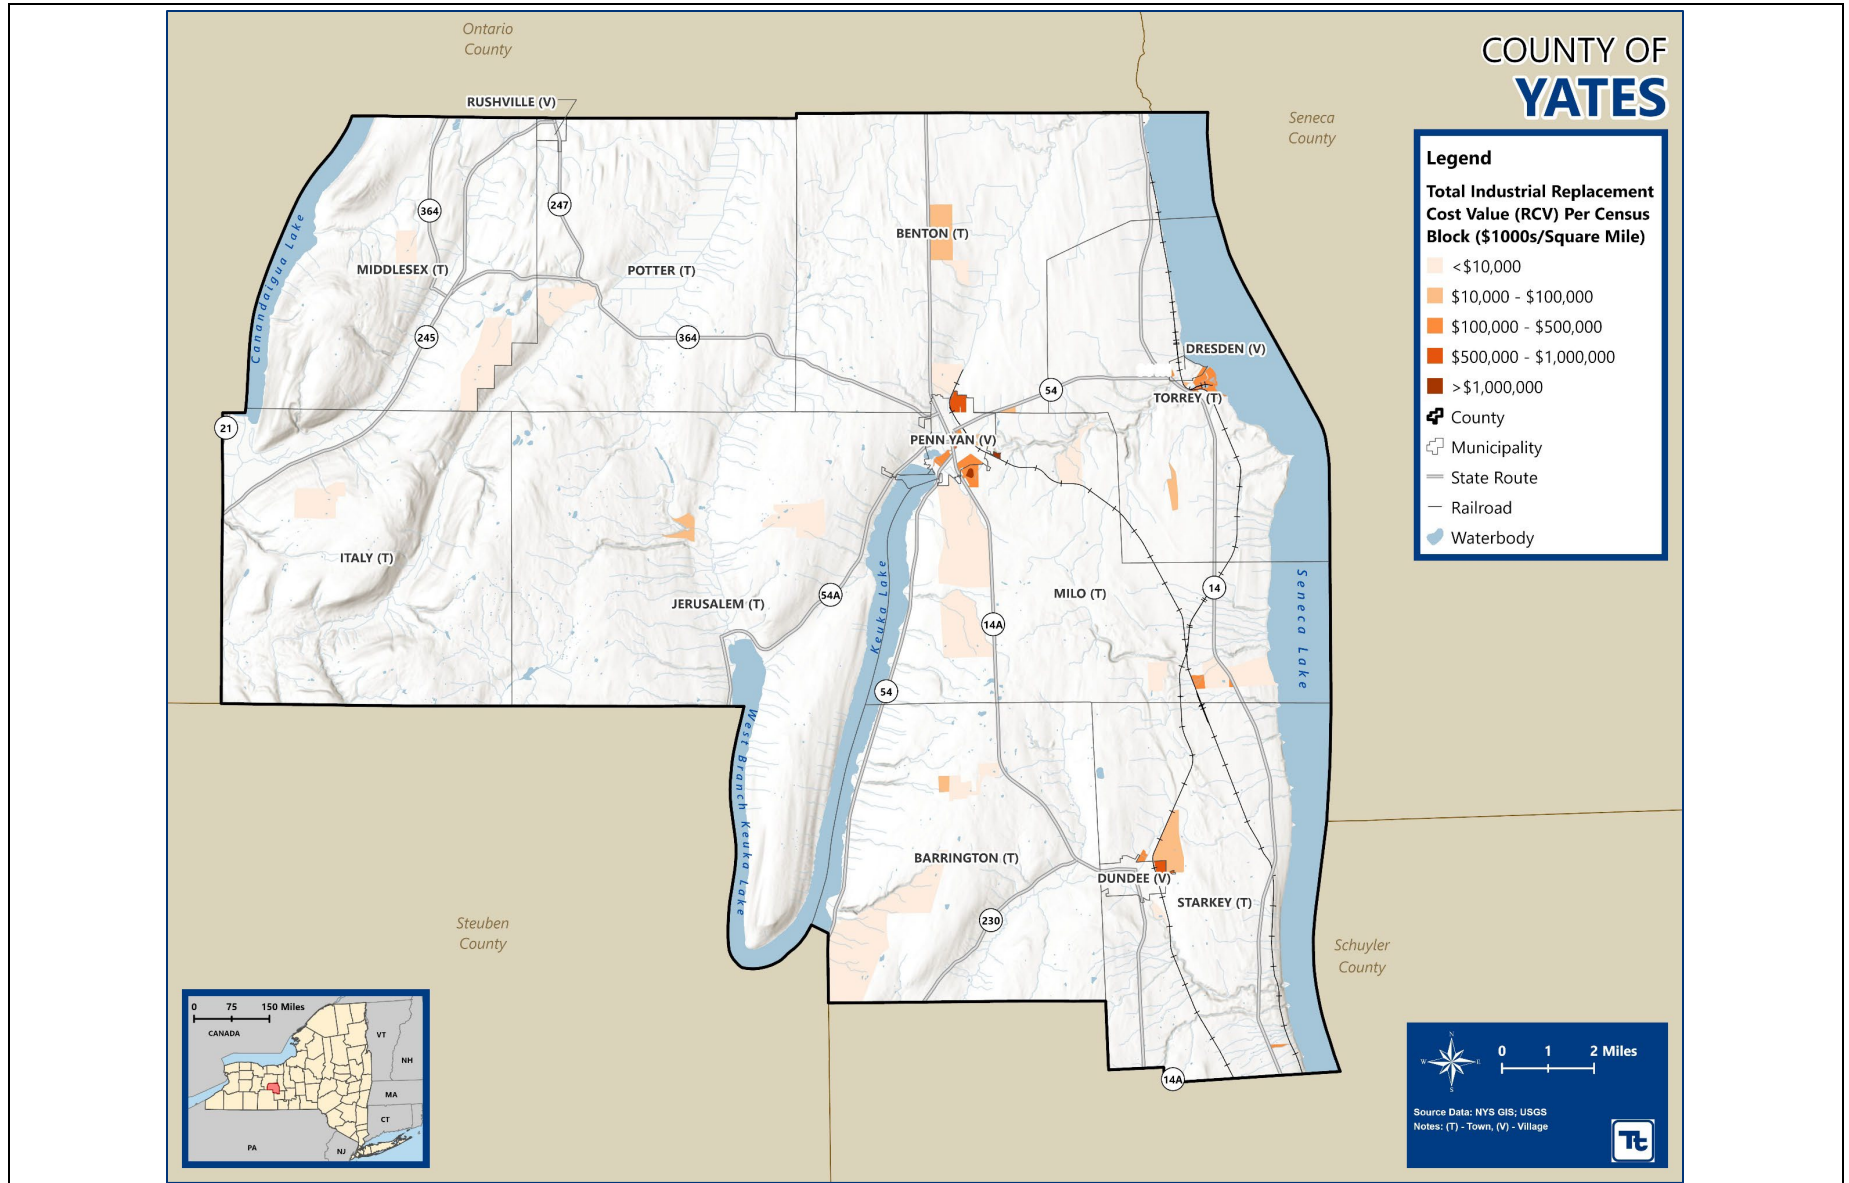 Ontario
County
COUNTY OF
YATES
RUSHVILLE (V)
Seneca
County
Legend
Total Industrial Replacement
Cost Value (RCV) Per Census
Block ($1000s/Square Mile)
<$10,000
$10,000 - $100,000
$100,000 - $500,000
$500,000 - $1,000,000
>$1,000,000
County
Municipality
State Route
Railroad
Waterbody
364
247
BENTON (T)
MIDDLESEX (T)
POTTER (T)
Canandaigua Lake
245
364
DRESDEN (V)
54
TORREY (T)
21
PENN YAN (V)
ITALY (T)
JERUSALEM (T)
54A
Keuka Lake
MILO (T)
14
14A
Seneca Lake
54
West Branch Keuka Lake
BARRINGTON (T)
DUNDEE (V)
STARKEY (T)
230
Steuben
County
Schuyler
County
14A
0 75 150 Miles
CANADA
VT
NH
MA
CT
PA
NJ
N
W E
S
0 1 2 Miles
Source Data: NYS GIS; USGS
Notes: (T) - Town, (V) - Village
Tt